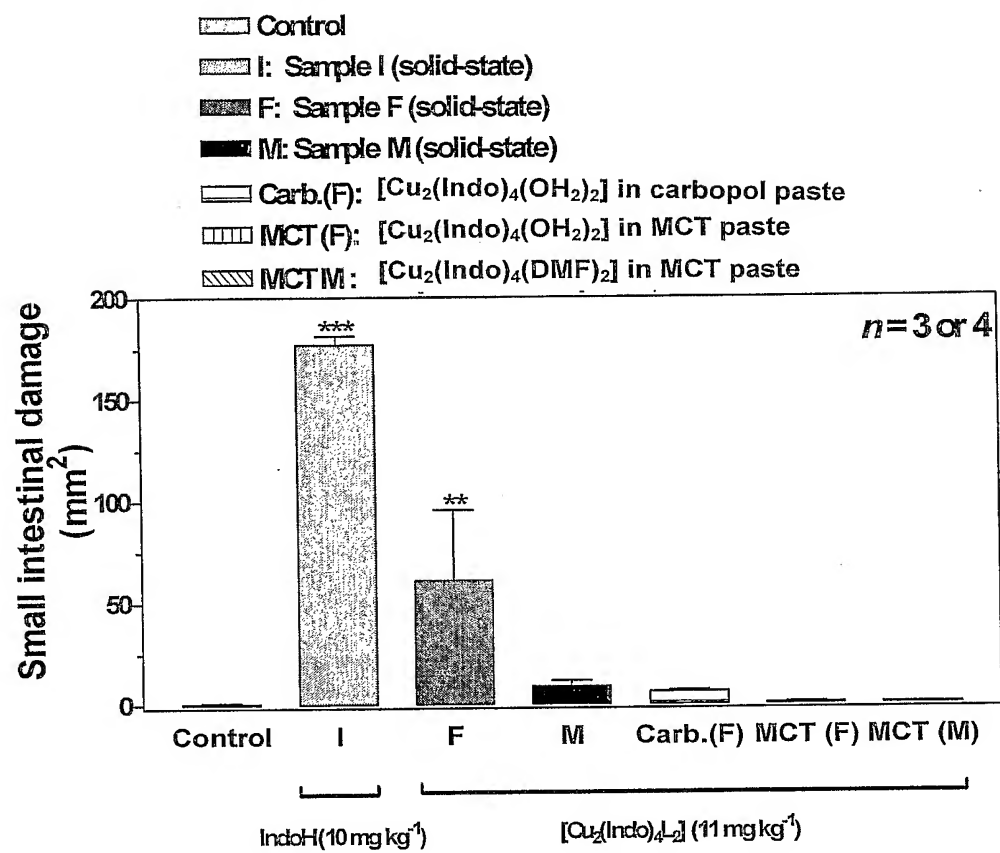 Control
I: Sample I (solid-state)
F: Sample F (solid-state)
M: Sample M (solid-state)
Carb.(F): [Cu₂(Indo)₄(OH₂)₂] in carbopol paste
MCT (F): [Cu₂(Indo)₄(OH₂)₂] in MCT paste
MCT M: [Cu₂(Indo)₄(DMF)₂] in MCT paste
n=3 or 4
Small intestinal damage
(mm²)
200
150
100
50
0
***
**
Control I F M Carb.(F) MCT (F) MCT (M)
IndoH(10 mg kg⁻¹) [Cu₂(Indo)₄L₂] (11 mg kg⁻¹)